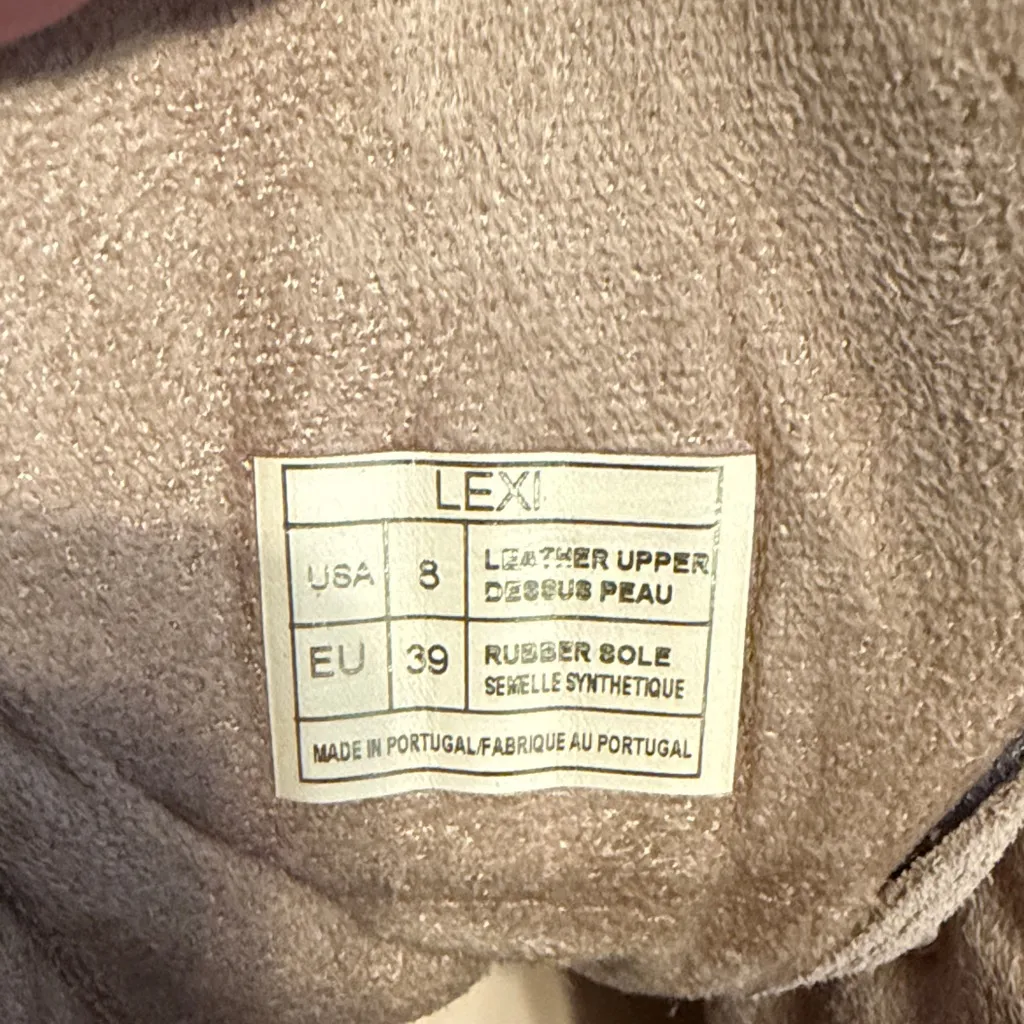 LEXI
USA 8 LEATHER UPPER
DESSUS PEAU
EU 39 RUBBER SOLE
SEMELLE SYNTHETIQUE
MADE IN PORTUGAL/FABRIQUE AU PORTUGAL